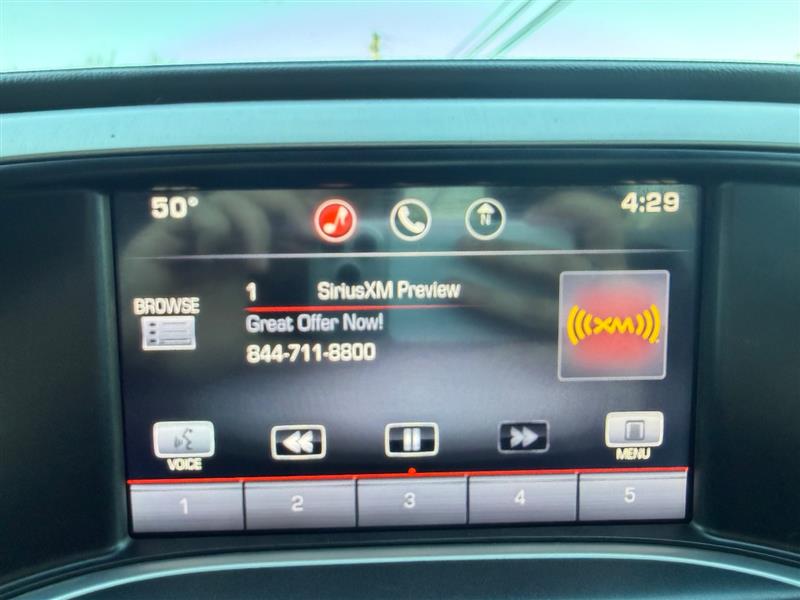 50°
N
4:29
BROWSE
1 SiriusXM Preview
Great Offer Now!
844-711-8800
XM
VOICE
MENU
1 2 3 4 5